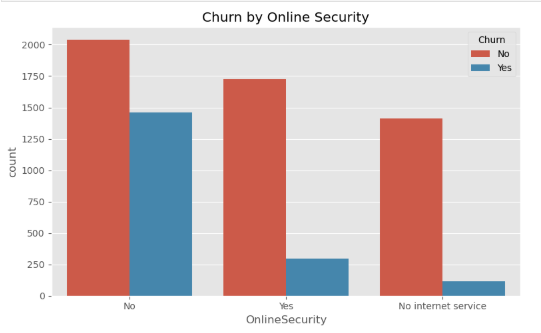 Churn by Online Security
Churn
No
Yes
2000
1750
1500
1250
1000
750
500
250
0
count
No
Yes
No internet service
OnlineSecurity